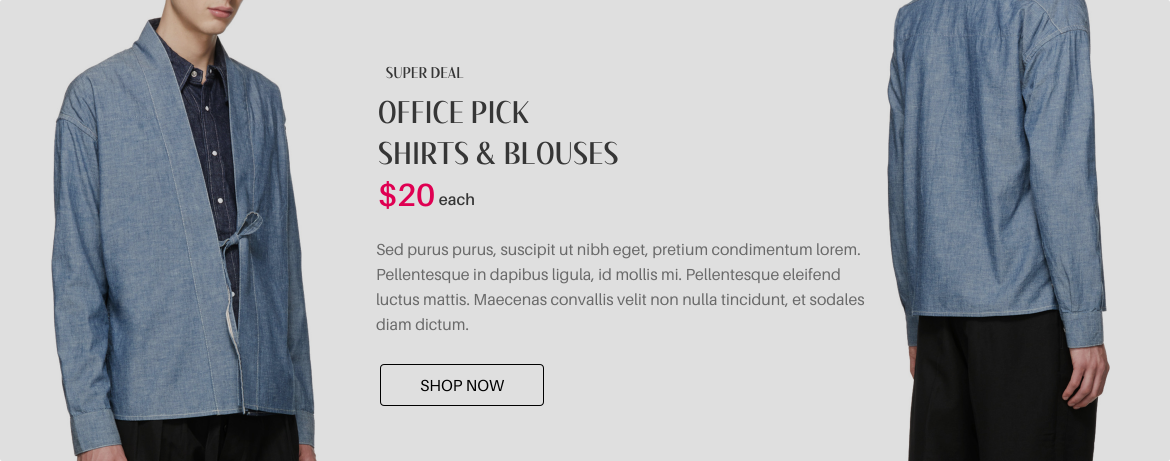 SUPER DEAL
OFFICE PICK
SHIRTS & BLOUSES
$20 each
Sed purus purus, suscipit ut nibh eget, pretium condimentum lorem.
Pellentesque in dapibus ligula, id mollis mi. Pellentesque eleifend
luctus mattis. Maecenas convallis velit non nulla tincidunt, et sodales
diam dictum.
SHOP NOW